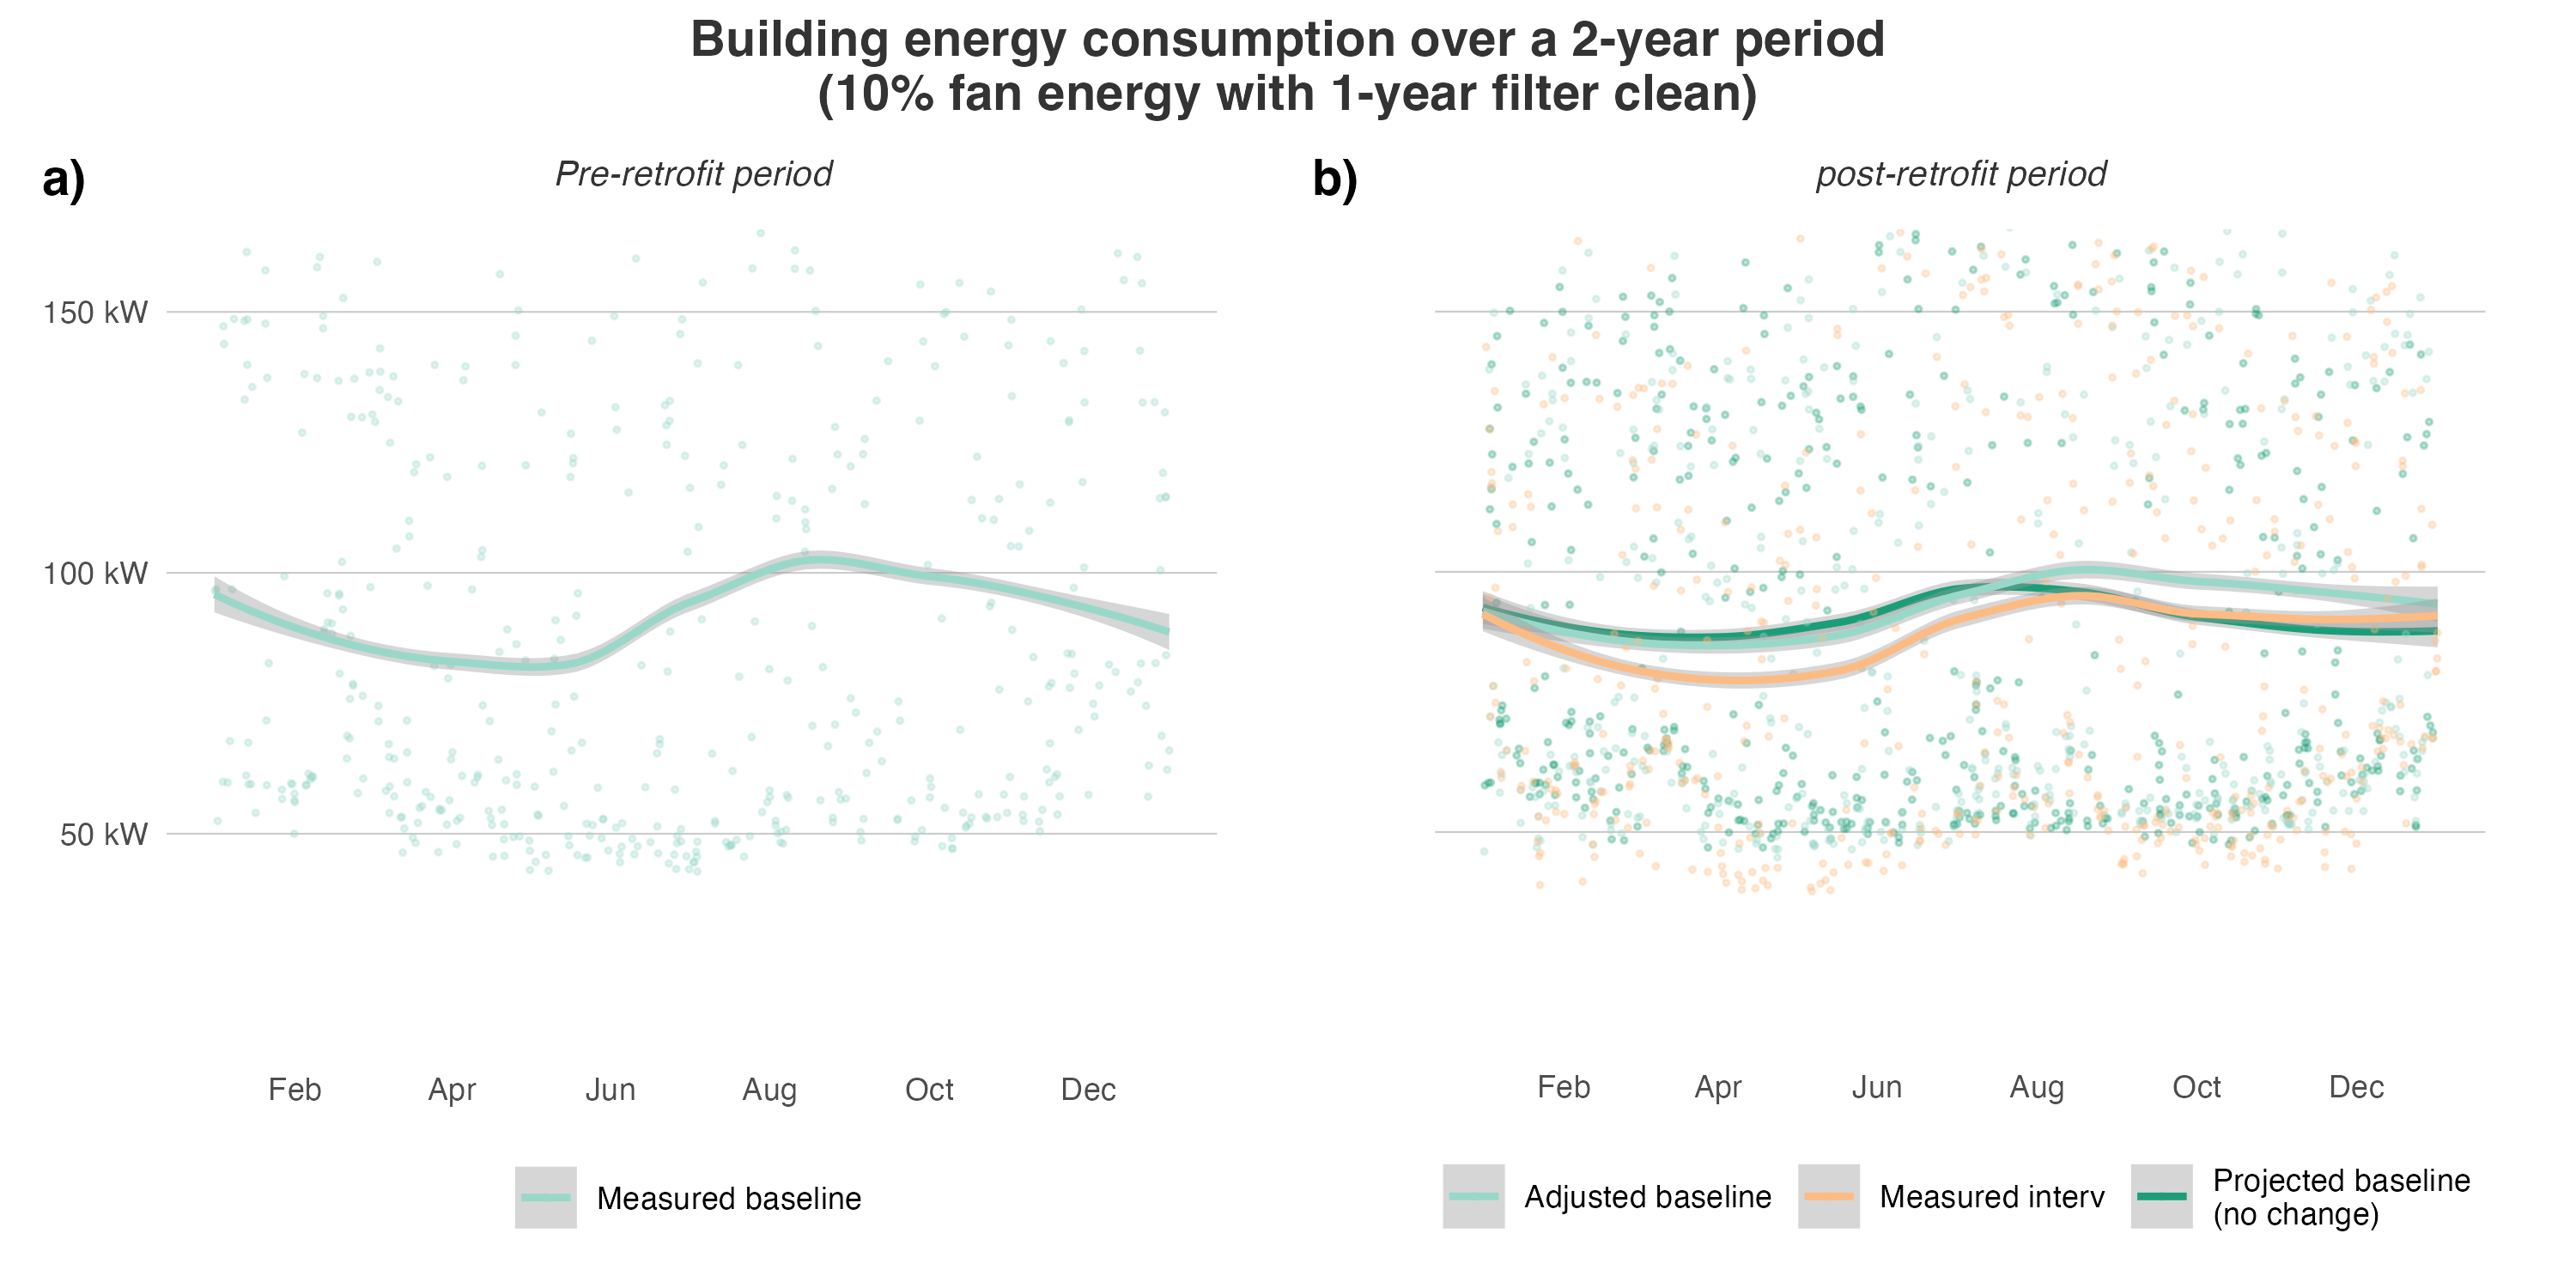 Building energy consumption over a 2-year period
(10% fan energy with 1-year filter clean)
a)
Pre-retrofit period
150 kW
100 kW
50 kW
Feb Apr Jun Aug Oct Dec
Measured baseline
b)
post-retrofit period
Feb Apr Jun Aug Oct Dec
Adjusted baseline
Measured interv
Projected baseline
(no change)